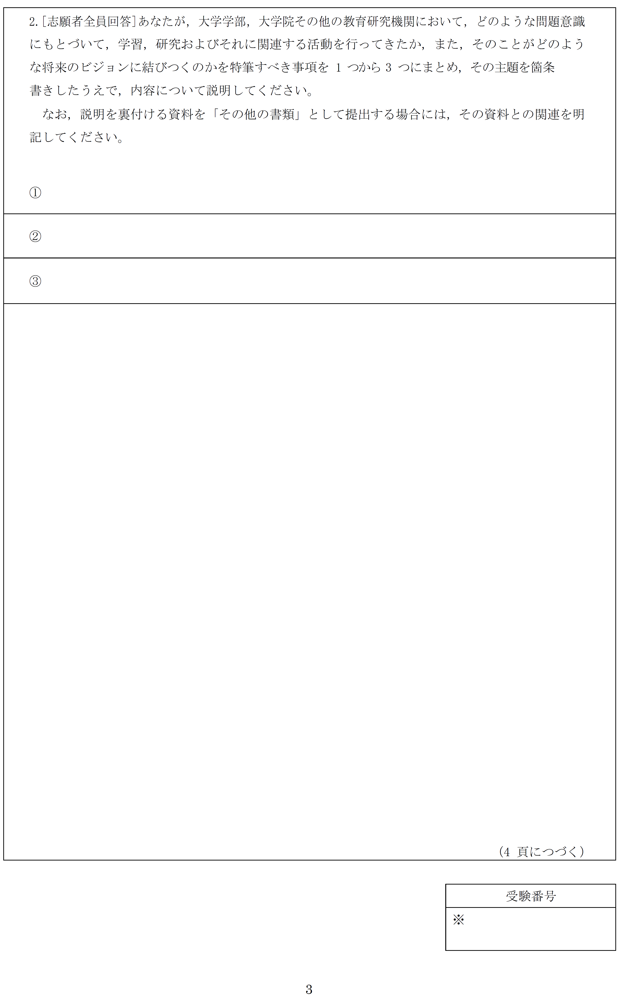 2.[志願者全員回答]あなたが，大学学部，大学院その他の教育研究機関において，どのような問題意識
にもとづいて，学習，研究およびそれに関連する活動を行ってきたか，また，そのことがどのよう
な将来のビジョンに結びつくのかを特筆すべき事項を 1 つから 3 つにまとめ，その主題を箇条
書きしたうえで，内容について説明してください。
なお，説明を裏付ける資料を「その他の書類」として提出する場合には，その資料との関連を明
記してください。
①
②
③
（4 頁につづく）
受験番号
※
3